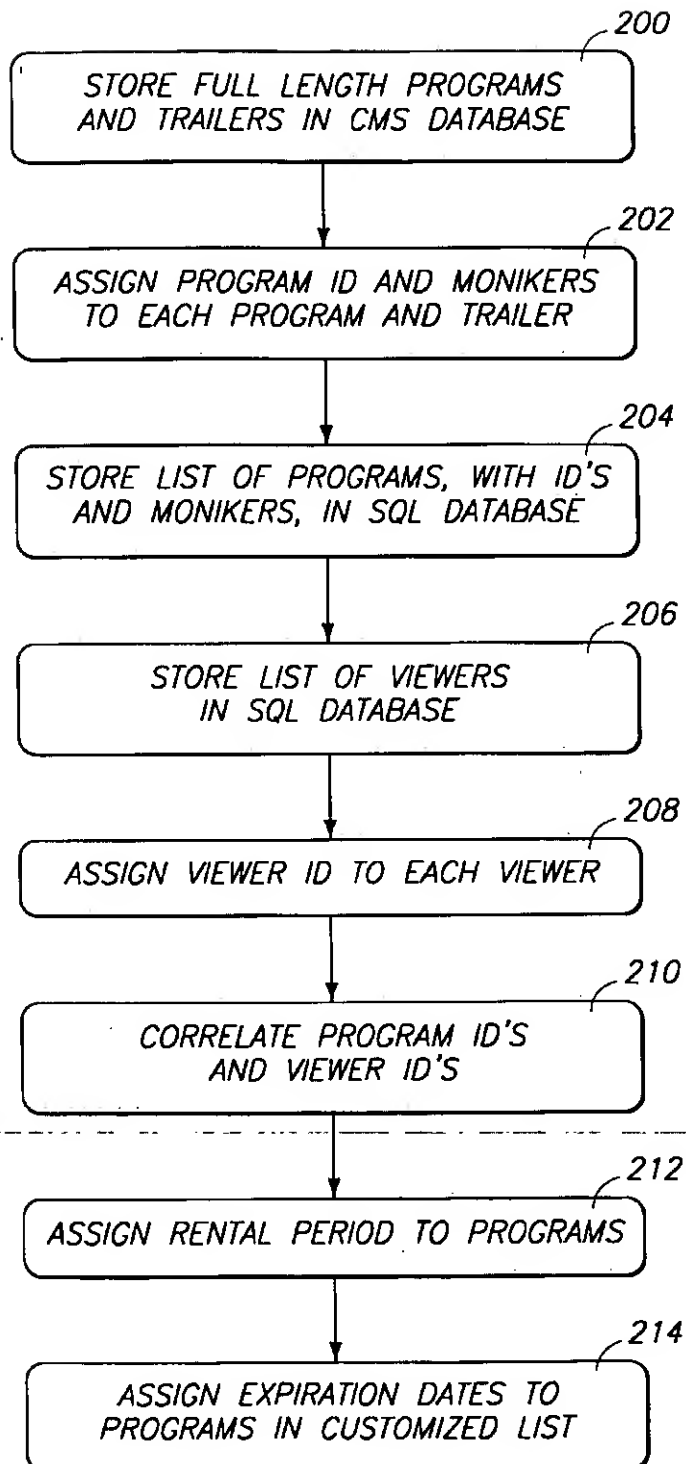 200
STORE FULL LENGTH PROGRAMS
AND TRAILERS IN CMS DATABASE
202
ASSIGN PROGRAM ID AND MONIKERS
TO EACH PROGRAM AND TRAILER
204
STORE LIST OF PROGRAMS, WITH ID'S
AND MONIKERS, IN SQL DATABASE
206
STORE LIST OF VIEWERS
IN SQL DATABASE
208
ASSIGN VIEWER ID TO EACH VIEWER
210
CORRELATE PROGRAM ID'S
AND VIEWER ID'S
212
ASSIGN RENTAL PERIOD TO PROGRAMS
214
ASSIGN EXPIRATION DATES TO
PROGRAMS IN CUSTOMIZED LIST